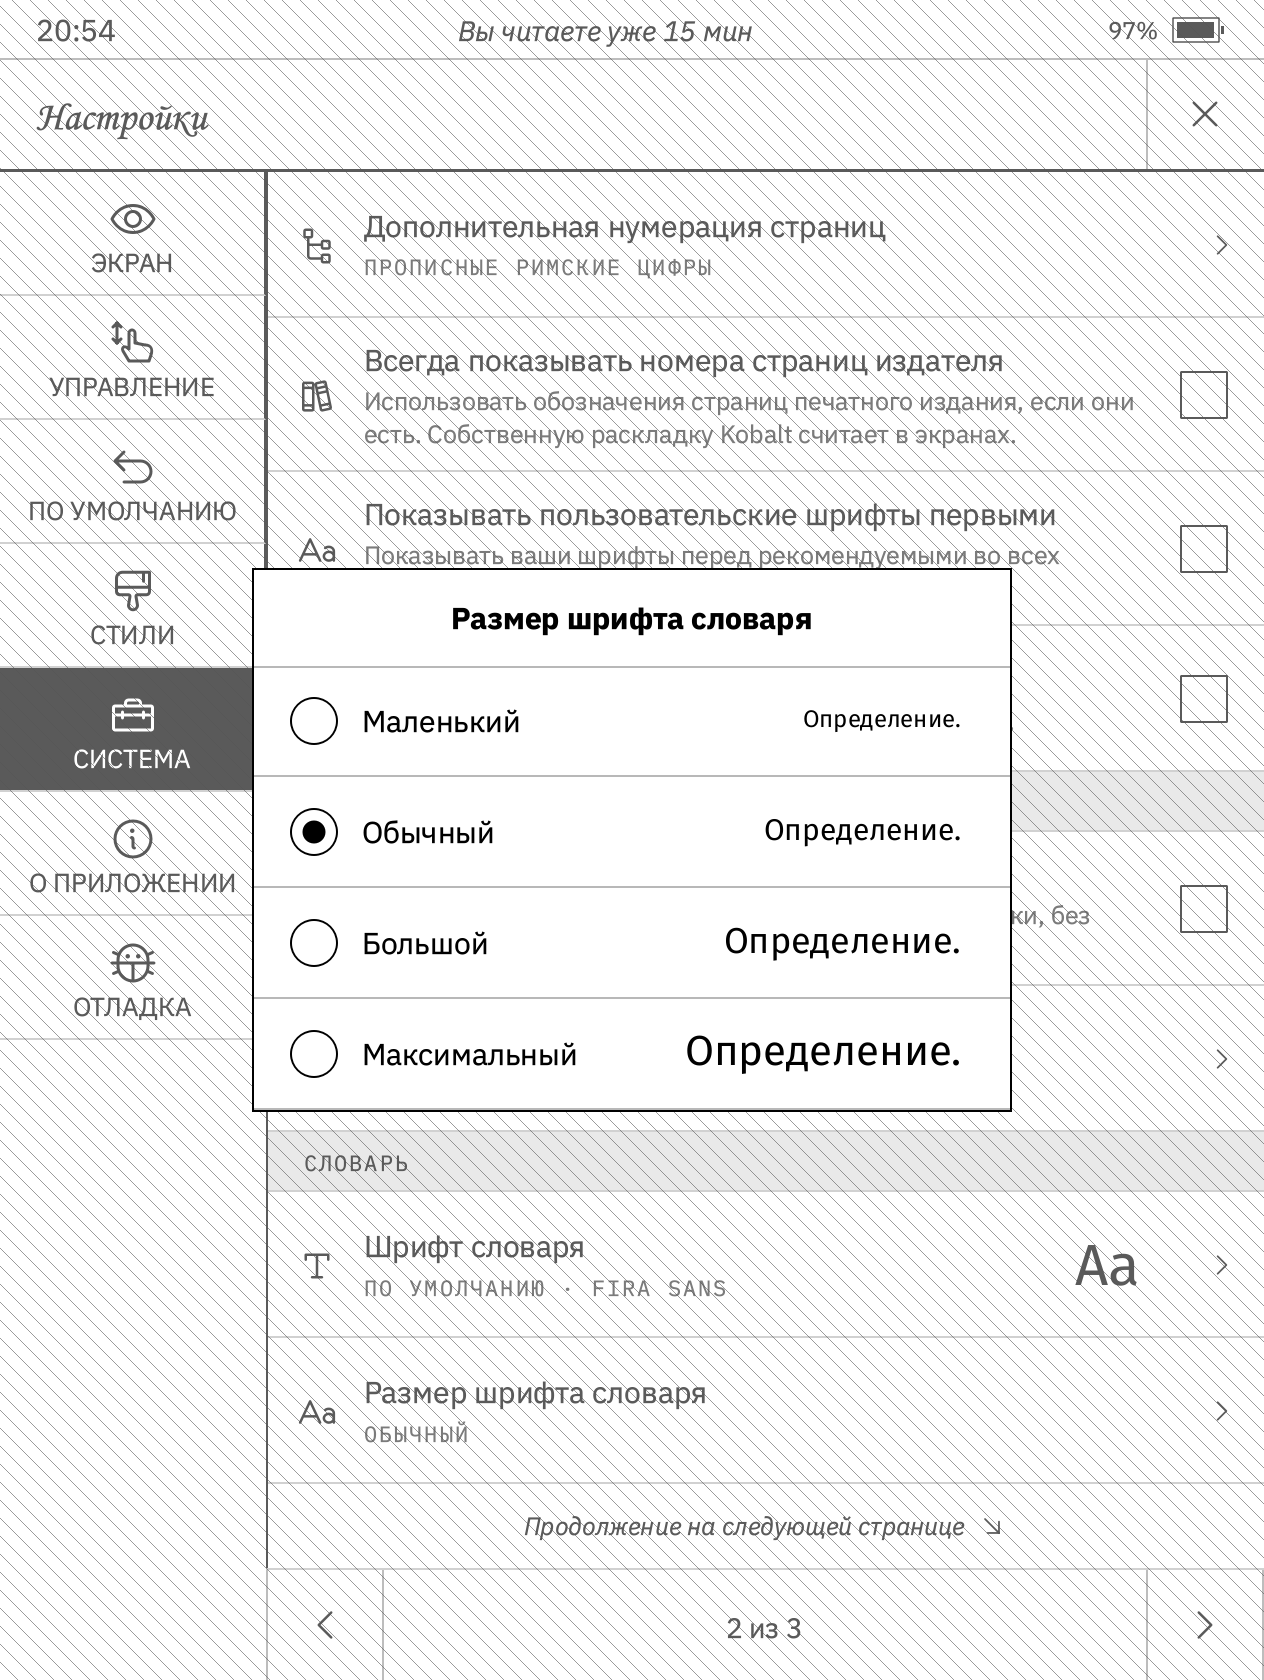 20:54
Вы читаете уже 15 мин
97%
Настройки
ЭКРАН
УПРАВЛЕНИЕ
ПО УМОЛЧАНИЮ
СТИЛИ
СИСТЕМА
О ПРИЛОЖЕНИИ
ОТЛАДКА
Дополнительная нумерация страниц
ПРОПИСНЫЕ РИМСКИЕ ЦИФРЫ
Всегда показывать номера страниц издателя
Использовать обозначения страниц печатного издания, если они
есть. Собственную раскладку Kobalt считает в экранах.
Aa
Показывать пользовательские шрифты первыми
Показывать ваши шрифты перед рекомендуемыми во всех
Размер шрифта словаря
Маленький
Определение.
Обычный
Определение.
Большой
Определение.
Максимальный
Определение.
ки, без
СЛОВАРЬ
Шрифт словаря
ПО УМОЛЧАНИЮ · FIRA SANS
Aa
Aa
Размер шрифта словаря
ОБЫЧНЫЙ
Продолжение на следующей странице
2 из 3